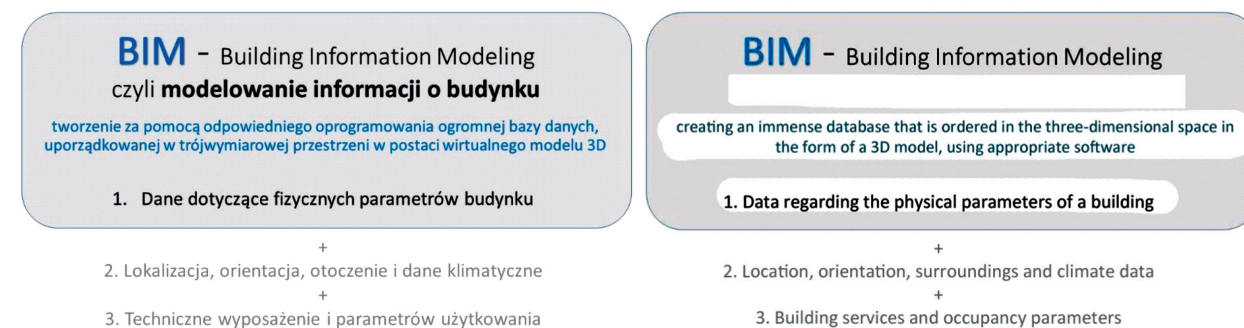 BIM - Building Information Modeling
czyli modelowanie informacji o budynku
tworzenie za pomocą odpowiedniego oprogramowania ogromnej bazy danych,
uporządkowanej w trójwymiarowej przestrzeni w postaci wirtualnego modelu 3D
1. Dane dotyczące fizycznych parametrów budynku
+
2. Lokalizacja, orientacja, otoczenie i dane klimatyczne
+
3. Techniczne wyposażenie i parametrów użytkowania
BIM - Building Information Modeling
creating an immense database that is ordered in the three-dimensional space in
the form of a 3D model, using appropriate software
1. Data regarding the physical parameters of a building
+
2. Location, orientation, surroundings and climate data
+
3. Building services and occupancy parameters